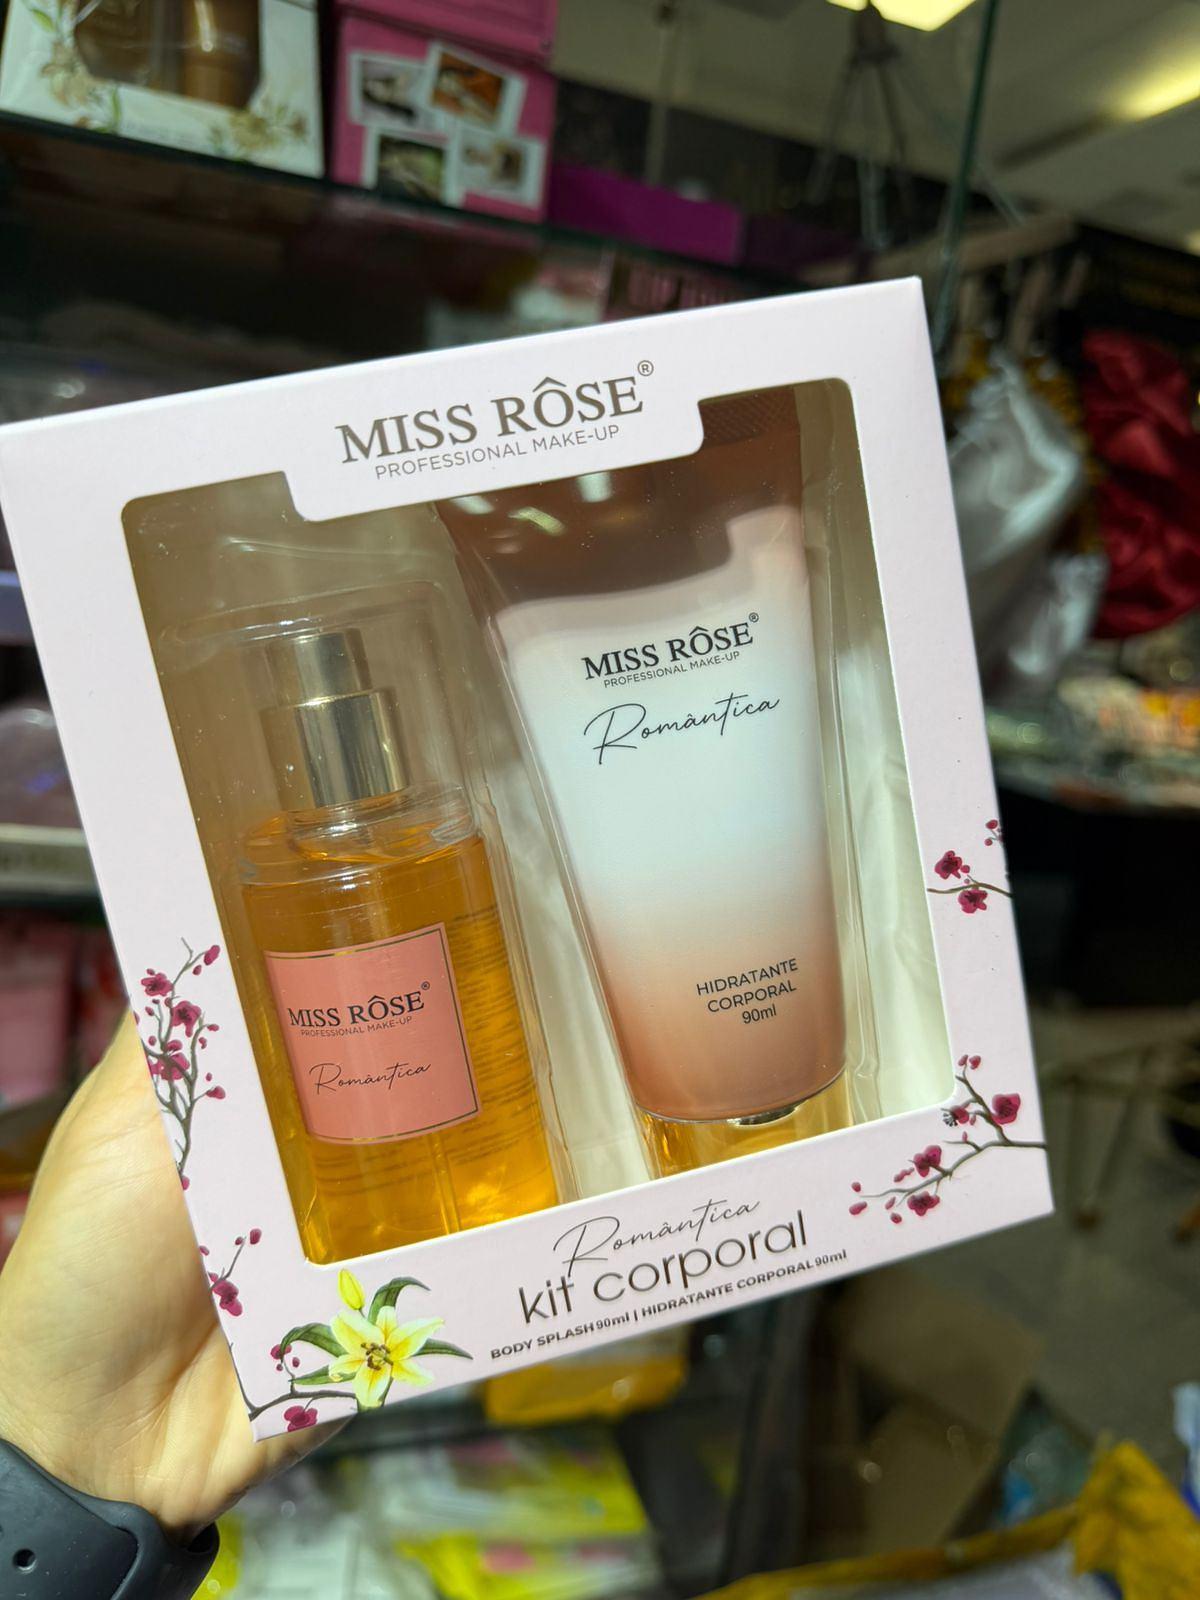 MISS RÔSE®
PROFESSIONAL MAKE-UP
MISS RÔSE®
PROFESSIONAL MAKE-UP
Romântica
HIDRATANTE
CORPORAL
90ml
MISS RÔSE®
PROFESSIONAL MAKE-UP
Romântica
Romântica
kit corporal
BODY SPLASH 90ml | HIDRATANTE CORPORAL 90ml